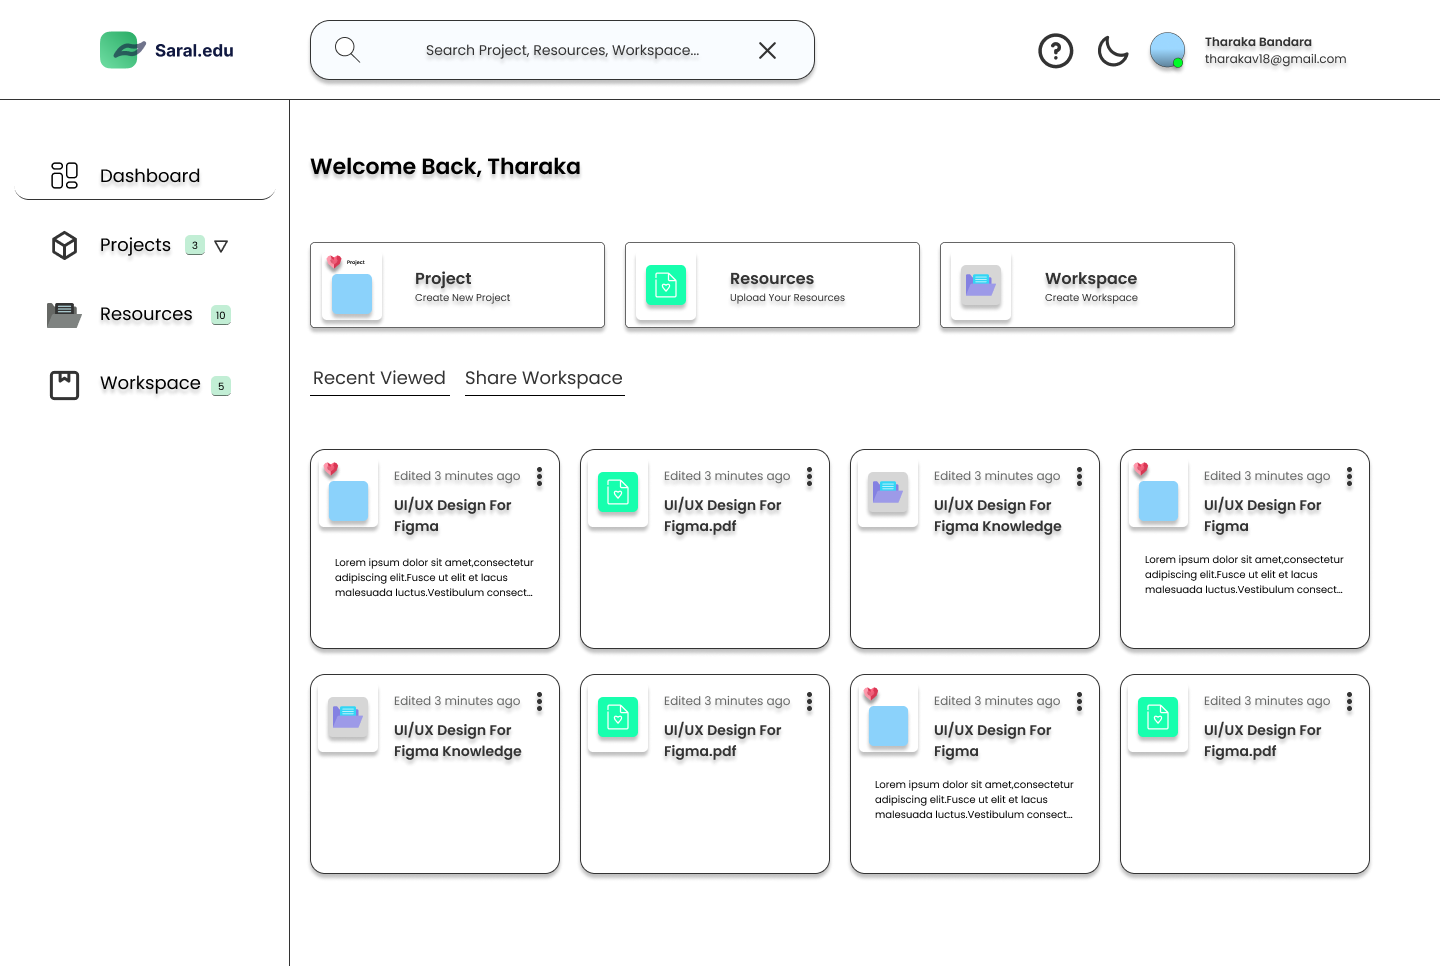 Saral.edu
Search Project, Resources, Workspace...
Tharaka Bandara
tharakav18@gmail.com
Dashboard
Projects 3
Resources 10
Workspace 5
Welcome Back, Tharaka
Project
Project
Create New Project
Resources
Upload Your Resources
Workspace
Create Workspace
Recent Viewed
Share Workspace
Edited 3 minutes ago
UI/UX Design For
Figma
Lorem ipsum dolor sit amet,consectetur
adipiscing elit.Fusce ut elit et lacus
malesuada luctus.Vestibulum consect...
Edited 3 minutes ago
UI/UX Design For
Figma.pdf
Edited 3 minutes ago
UI/UX Design For
Figma Knowledge
Edited 3 minutes ago
UI/UX Design For
Figma
Lorem ipsum dolor sit amet,consectetur
adipiscing elit.Fusce ut elit et lacus
malesuada luctus.Vestibulum consect...
Edited 3 minutes ago
UI/UX Design For
Figma Knowledge
Edited 3 minutes ago
UI/UX Design For
Figma.pdf
Edited 3 minutes ago
UI/UX Design For
Figma
Lorem ipsum dolor sit amet,consectetur
adipiscing elit.Fusce ut elit et lacus
malesuada luctus.Vestibulum consect...
Edited 3 minutes ago
UI/UX Design For
Figma.pdf